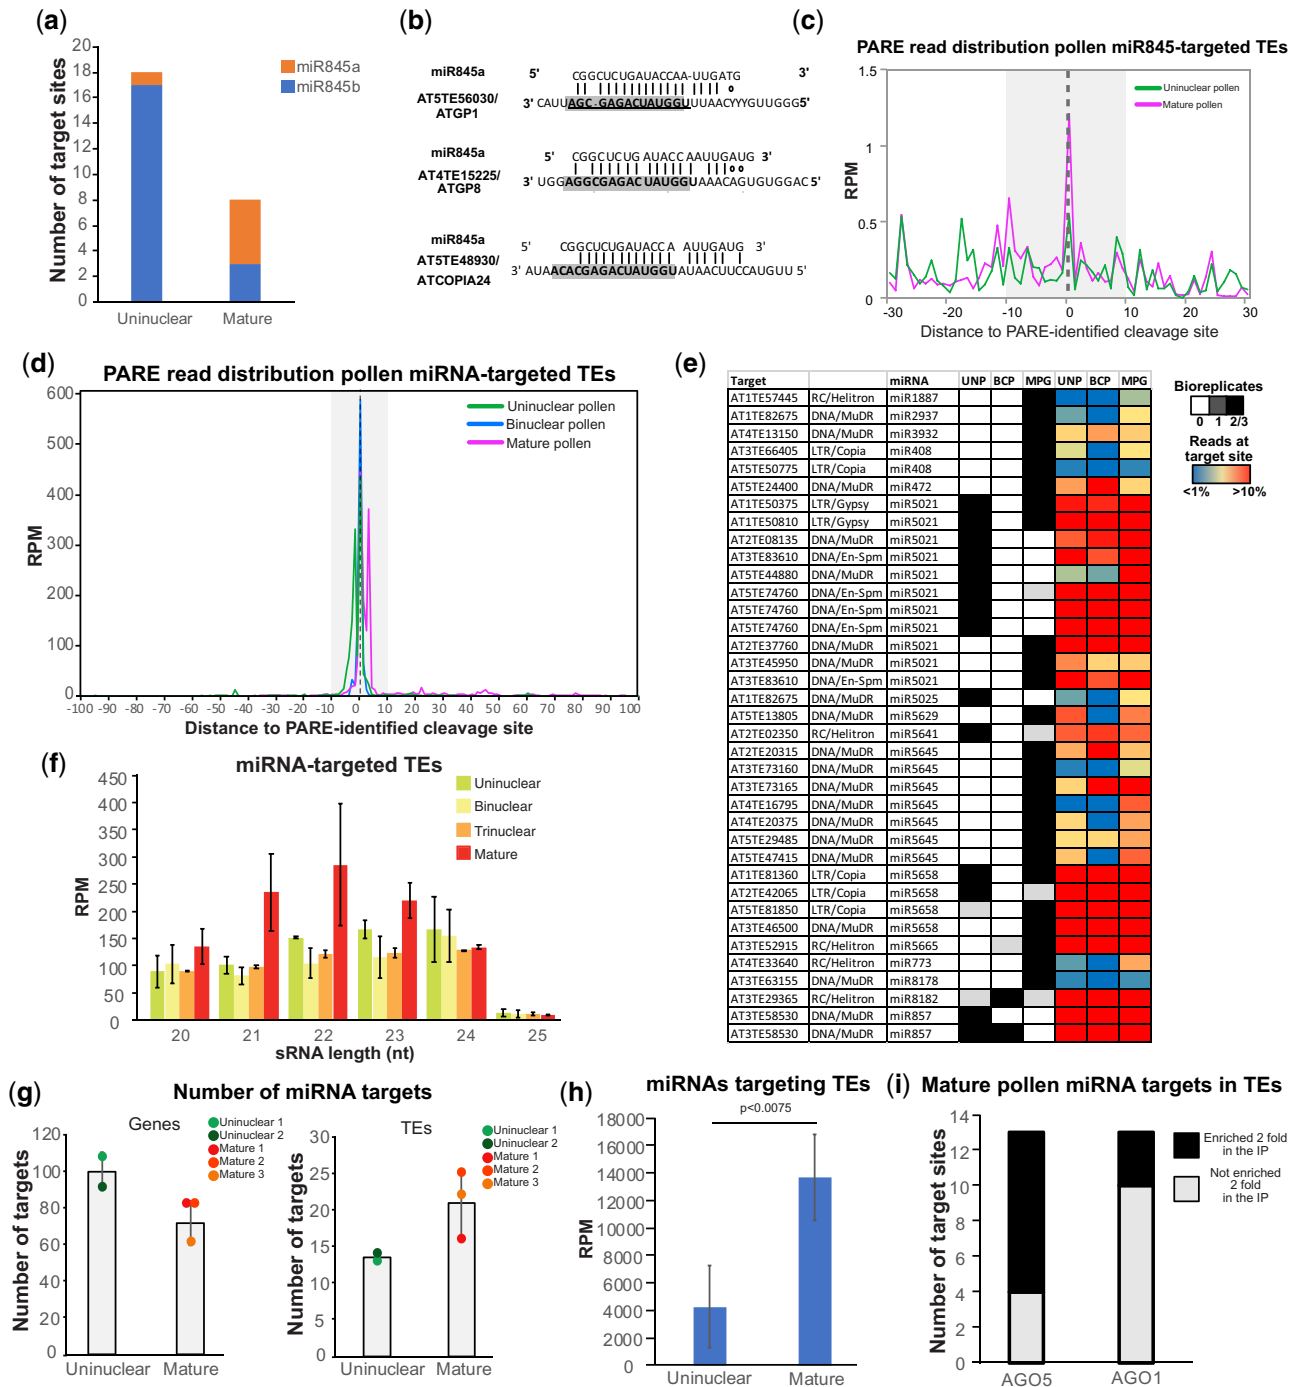 (a)
20
18
16
14
12
10
8
6
4
2
0
Number of target sites
miR845a
miR845b
Uninuclear
Mature
(b)
miR845a 5' CGGCUCUGAUACCAA-UUGAUG 3'
AT5TE56030/ 3' CAUUAGC-GAGACUAUGGUUUAACYYYGUUGGG5'
ATGP1
miR845a 5' CGGCUCUG AUACC AAUUGAUG 3'
AT4TE15225/ 3' UGGAGGCGAGACUAUGGUAAACAGUGUGGAC5'
ATGP8
miR845a 5' CGGCUCUGAUACC A AUUGAUG 3'
AT5TE48930/ 3' AUAACACGAGACUAUGGUAUAACUUCCAUGUU 5'
ATCOPIA24
(c)
PARE read distribution pollen miR845-targeted TEs
1.5
1
0.5
0
RPM
Uninuclear pollen
Mature pollen
-30 -20 -10 0 10 20 30
Distance to PARE-identified cleavage site
(d)
PARE read distribution pollen miRNA-targeted TEs
600
500
400
300
200
100
0
RPM
Uninuclear pollen
Binuclear pollen
Mature pollen
-100 -90 -80 -70 -60 -50 -40 -30 -20 -10 0 10 20 30 40 50 60 70 80 90 100
Distance to PARE-identified cleavage site
(e)
Target miRNA UNP BCP MPG UNP BCP MPG
AT1TE57445 RC/Helitron miR1887
AT1TE82675 DNA/MuDR miR2937
AT4TE13150 DNA/MuDR miR3932
AT3TE66405 LTR/Copia miR408
AT5TE50775 LTR/Copia miR408
AT5TE24400 DNA/MuDR miR472
AT1TE50375 LTR/Gypsy miR5021
AT1TE50810 LTR/Gypsy miR5021
AT2TE08135 DNA/MuDR miR5021
AT3TE83610 DNA/En-Spm miR5021
AT5TE44880 DNA/MuDR miR5021
AT5TE74760 DNA/En-Spm miR5021
AT5TE74760 DNA/En-Spm miR5021
AT5TE74760 DNA/En-Spm miR5021
AT2TE37760 DNA/MuDR miR5021
AT3TE45950 DNA/MuDR miR5021
AT3TE83610 DNA/En-Spm miR5021
AT1TE82675 DNA/MuDR miR5025
AT5TE13805 DNA/MuDR miR5629
AT2TE02350 RC/Helitron miR5641
AT2TE20315 DNA/MuDR miR5645
AT3TE73160 DNA/MuDR miR5645
AT3TE73165 DNA/MuDR miR5645
AT4TE16795 DNA/MuDR miR5645
AT4TE20375 DNA/MuDR miR5645
AT5TE29485 DNA/MuDR miR5645
AT5TE47415 DNA/MuDR miR5645
AT1TE81360 LTR/Copia miR5658
AT2TE42065 LTR/Copia miR5658
AT5TE81850 LTR/Copia miR5658
AT3TE46500 DNA/MuDR miR5658
AT3TE52915 RC/Helitron miR5665
AT4TE33640 RC/Helitron miR773
AT3TE63155 DNA/MuDR miR8178
AT3TE29365 RC/Helitron miR8182
AT3TE58530 DNA/MuDR miR857
AT3TE58530 DNA/MuDR miR857
Bioreplicates
0 1 2/3
Reads at
target site
<1% >10%
(f)
miRNA-targeted TEs
450
400
350
300
250
200
150
100
50
0
RPM
Uninuclear
Binuclear
Trinuclear
Mature
20 21 22 23 24 25
sRNA length (nt)
(g)
Number of miRNA targets
Genes
120
100
80
60
40
20
0
Number of targets
Uninuclear 1
Uninuclear 2
Mature 1
Mature 2
Mature 3
Uninuclear Mature
TEs
30
25
20
15
10
5
0
Number of targets
Uninuclear 1
Uninuclear 2
Mature 1
Mature 2
Mature 3
Uninuclear Mature
(h)
miRNAs targeting TEs
p<0.0075
18000
16000
14000
12000
10000
8000
6000
4000
2000
0
RPM
Uninuclear Mature
(i)
Mature pollen miRNA targets in TEs
14
12
10
8
6
4
2
0
Number of target sites
Enriched 2 fold
in the IP
Not enriched
2 fold
in the IP
AGO5 AGO1